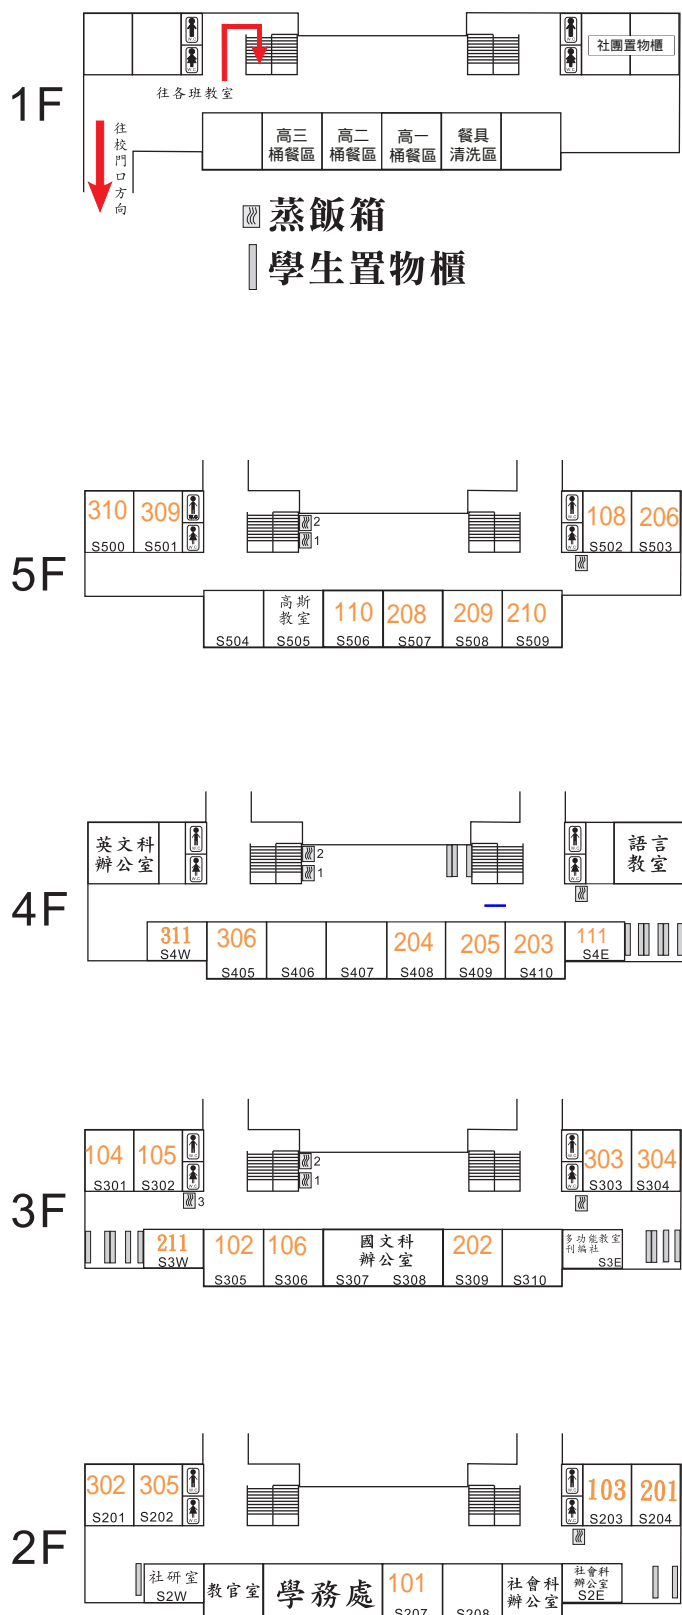 社團置物櫃
往各班教室
1F
往校門口方向
高三
桶餐區
高二
桶餐區
高一
桶餐區
餐具
清洗區
蒸飯箱
學生置物櫃
310 309 108 206
S500 S501 S502 S503
2
1
5F
高斯
教室
110 208 209 210
S504 S505 S506 S507 S508 S509
英文科
辦公室
語言
教室
2
1
4F
311 306 204 205 203 111
S4W S405 S406 S407 S408 S409 S410 S4E
104 105 303 304
S301 S302 S303 S304
2
1
3
3F
211 102 106 202
國文科
辦公室
多功能教室
刊編社
S3W S305 S306 S307 S308 S309 S310 S3E
302 305 103 201
S201 S202 S203 S204
2F
社研室
S2W
教官室
學務處
101
S207 S208
社會科
辦公室
社會科
辦公室
S2E